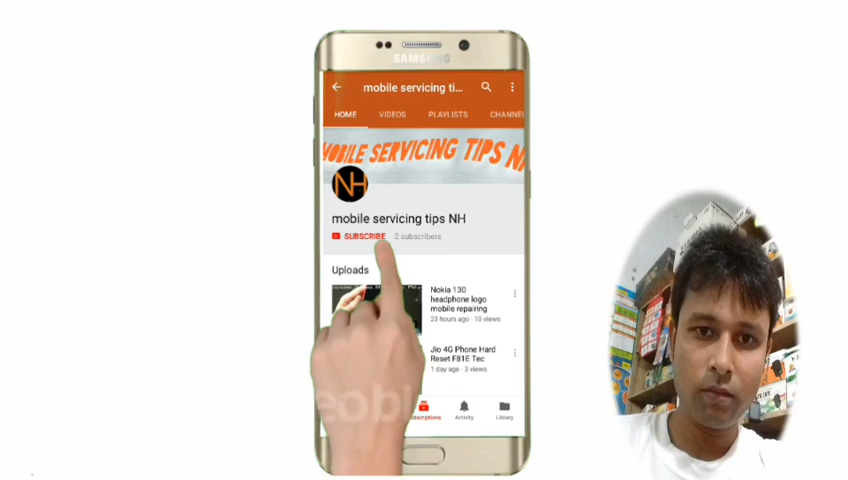 SAMSUNG
mobile servicing ti...
HOME VIDEOS PLAYLISTS CHANNE
MOBILE SERVICING TIPS NH
NH
mobile servicing tips NH
SUBSCRIBE 2 subscribers
Uploads
Nokia 130
headphone logo
mobile repairing
23 hours ago · 10 views
Jio 4G Phone Hard
Reset F81E Tec
1 day ago · 3 views
Activity Library